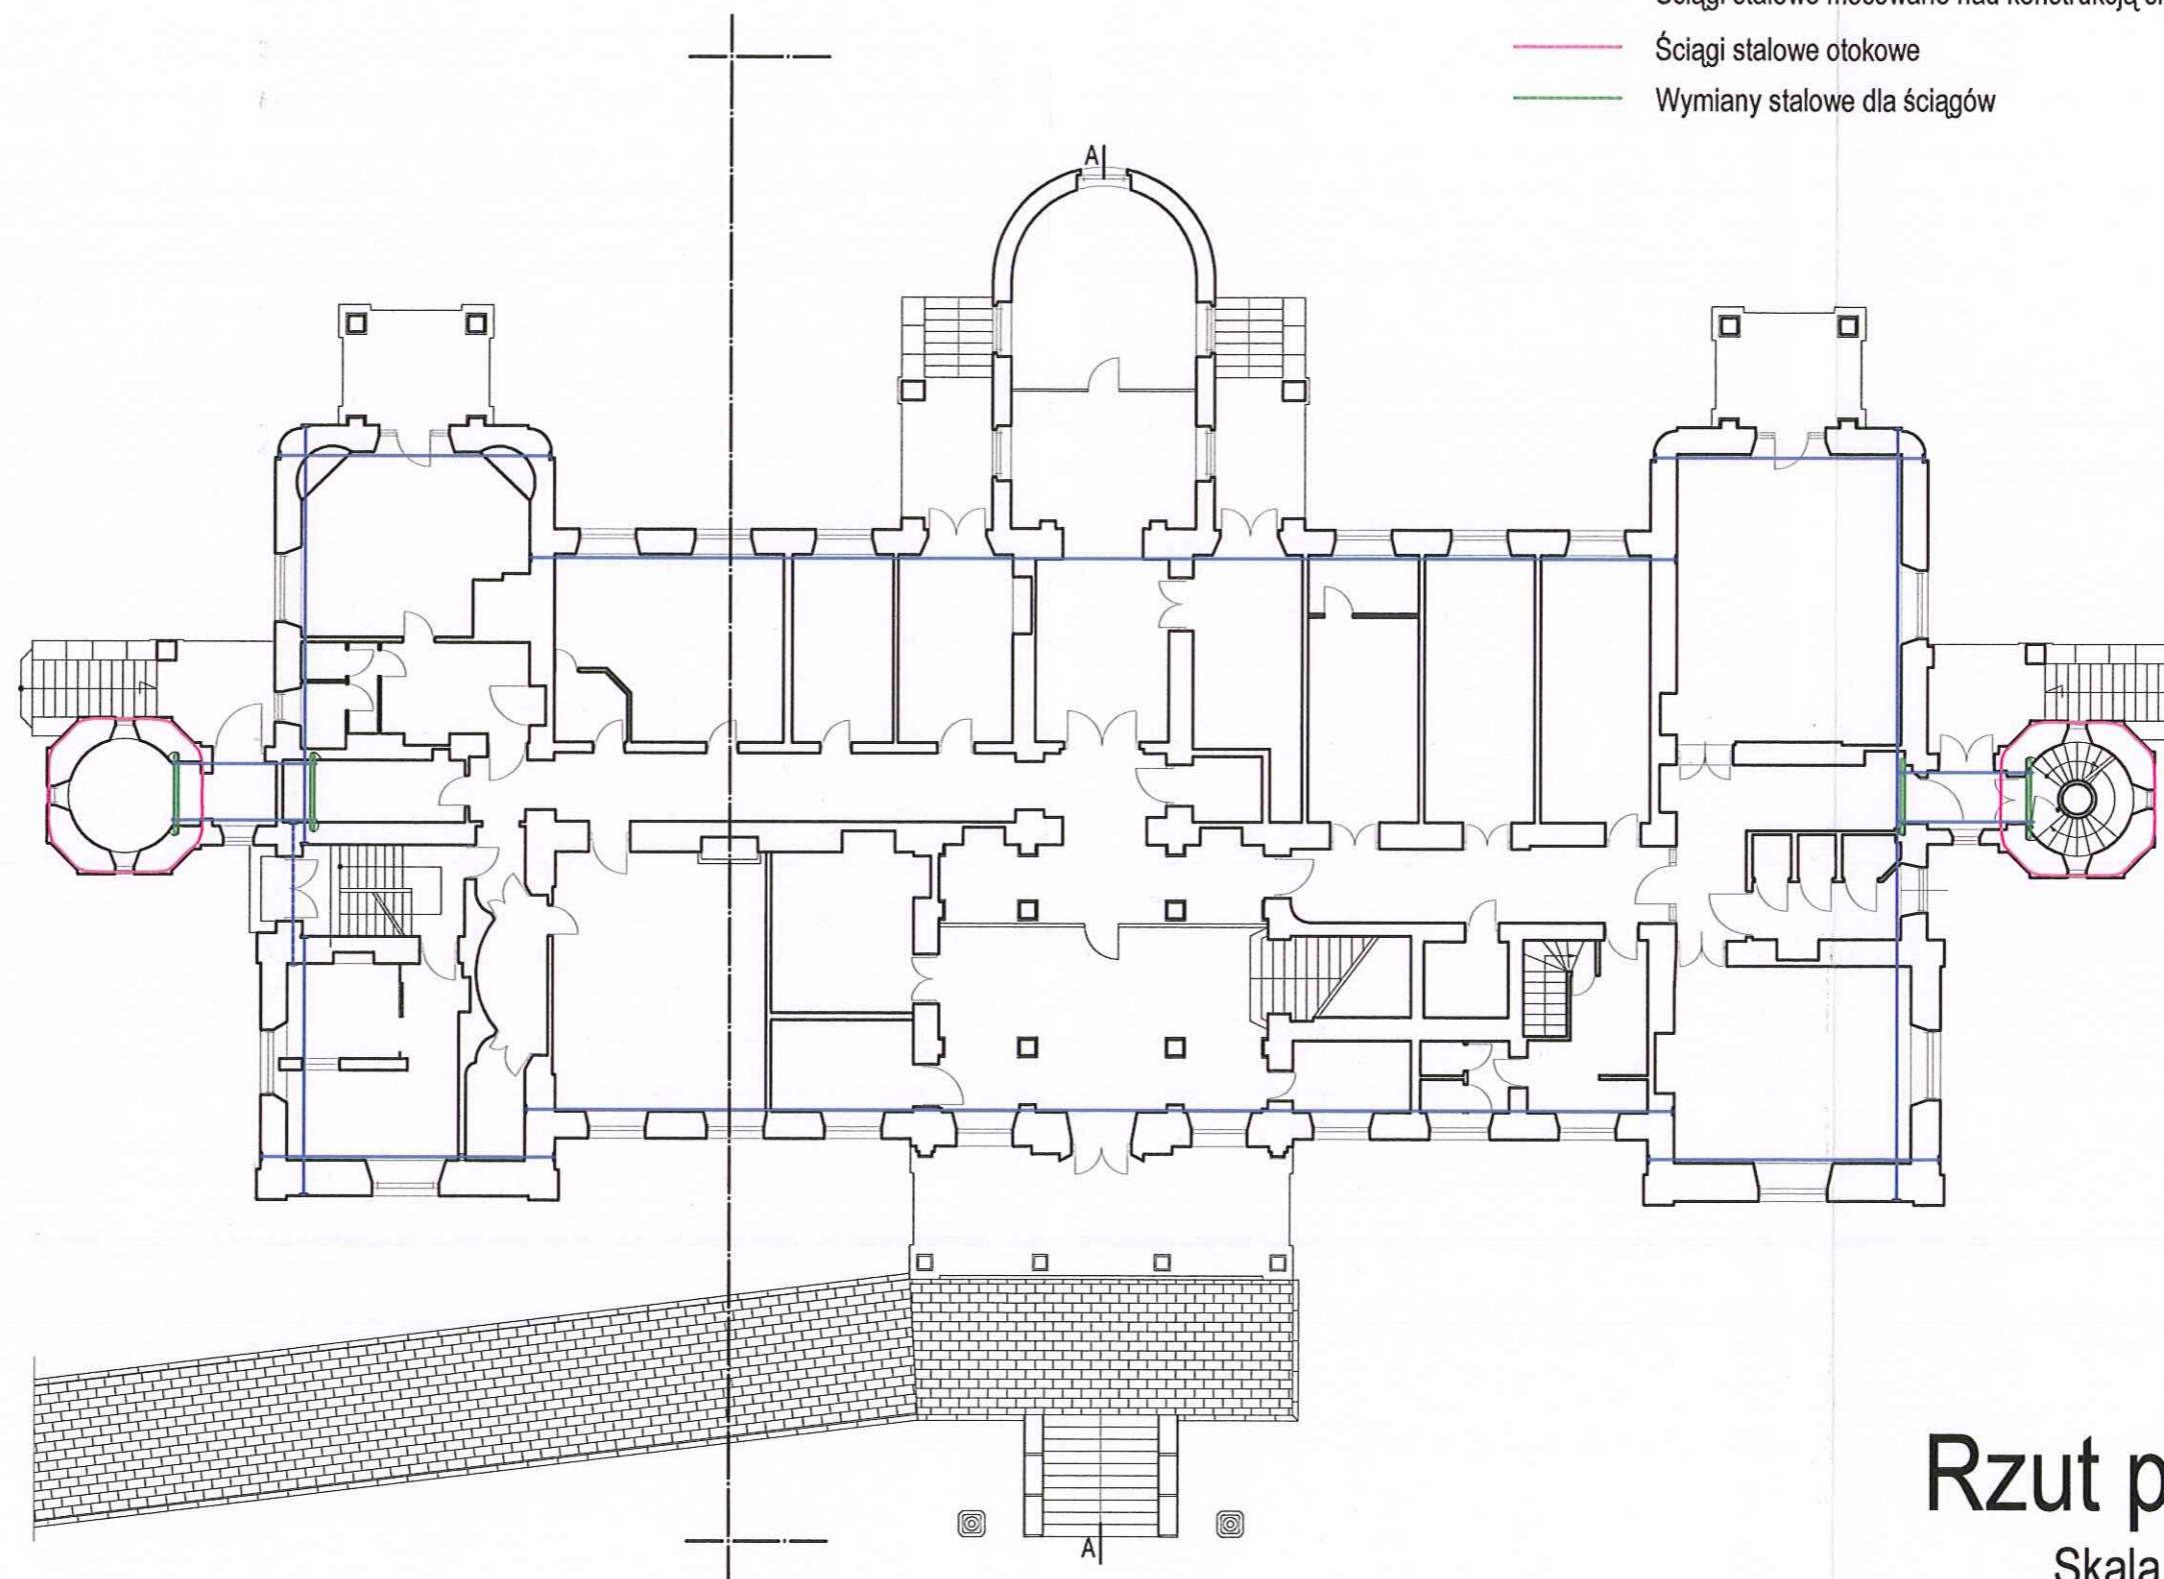 Ściągi stalowe otokowe
Wymiany stalowe dla ściągów
A
A
Rzut p
Skala